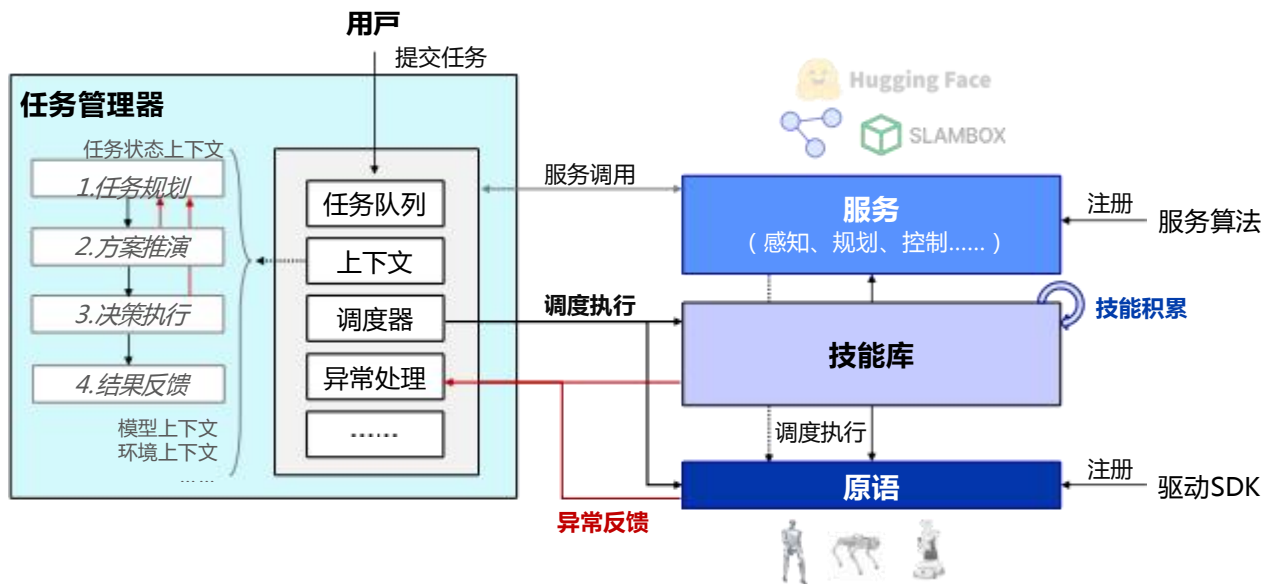 用户
提交任务
任务管理器
任务状态上下文
1.任务规划
2.方案推演
3.决策执行
4.结果反馈
模型上下文
环境上下文
……
任务队列
上下文
调度器
异常处理
……
服务调用
调度执行
异常反馈
Hugging Face
SLAMBOX
服务
（感知、规划、控制……）
注册
服务算法
技能库
技能积累
调度执行
原语
注册
驱动SDK